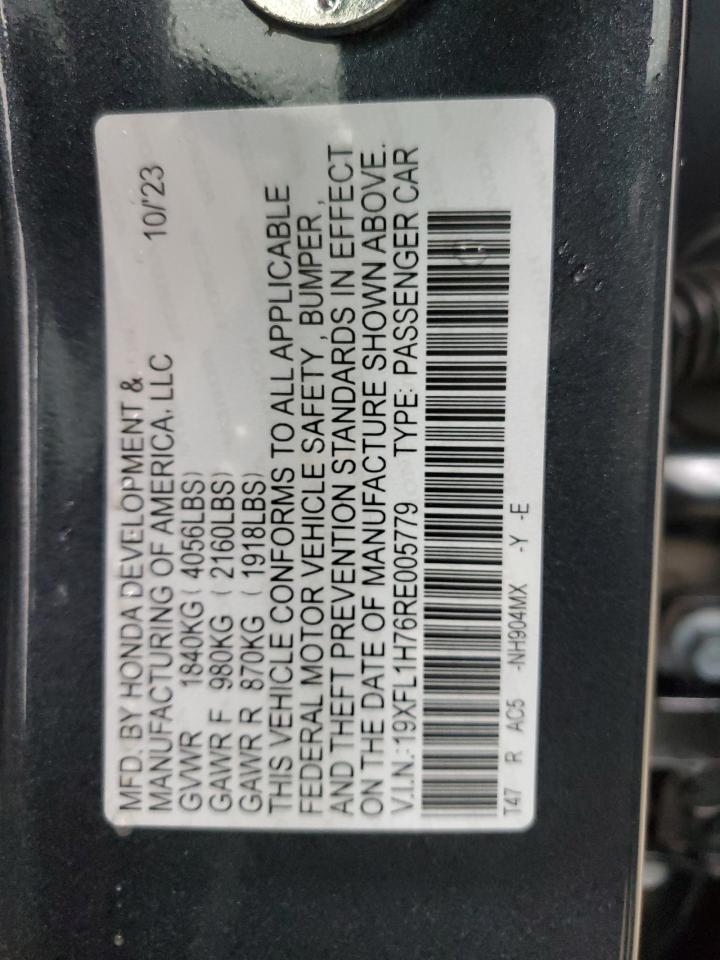 MFD. BY HONDA DEVELOPMENT & 10/'23
MANUFACTURING OF AMERICA, LLC
GVWR 1840KG ( 4056LBS)
GAWR F 980KG ( 2160LBS)
GAWR R 870KG ( 1918LBS)
THIS VEHICLE CONFORMS TO ALL APPLICABLE
FEDERAL MOTOR VEHICLE SAFETY , BUMPER ,
AND THEFT PREVENTION STANDARDS IN EFFECT
ON THE DATE OF MANUFACTURE SHOWN ABOVE.
V.I.N.-19XFL1H76RE005779 TYPE: PASSENGER CAR
T47 R AC5 -NH904MX -Y -E